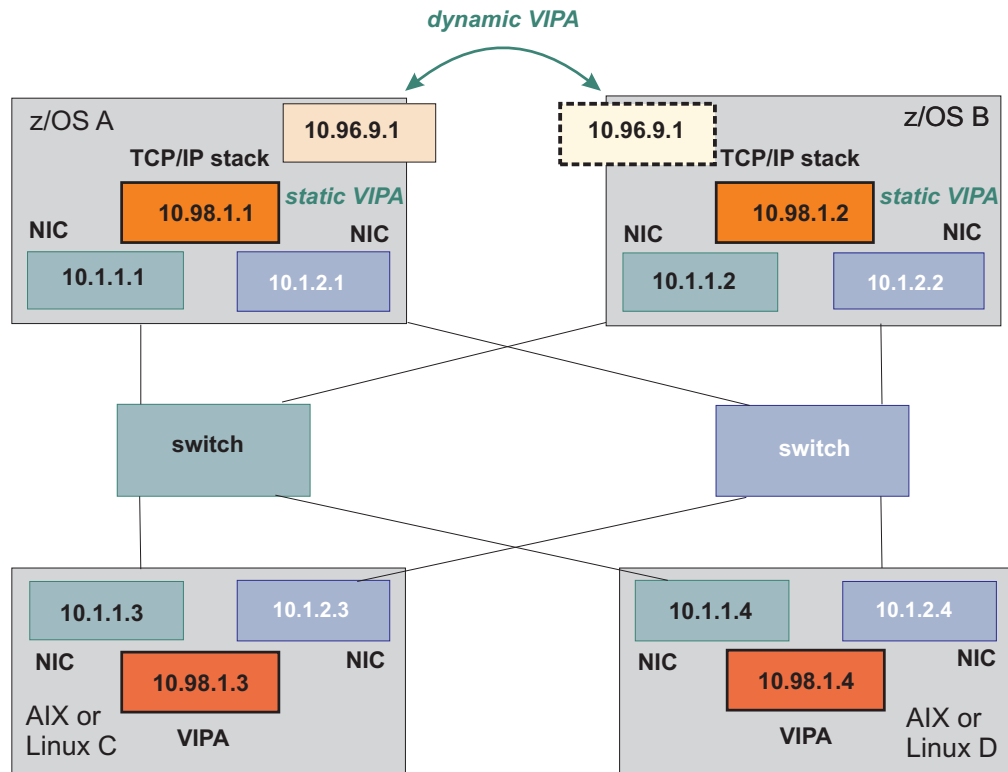 dynamic VIPA
z/OS A
10.96.9.1
TCP/IP stack
10.98.1.1
static VIPA
NIC
NIC
10.1.1.1
10.1.2.1
10.96.9.1
z/OS B
TCP/IP stack
10.98.1.2
static VIPA
NIC
NIC
10.1.1.2
10.1.2.2
switch
switch
10.1.1.3
10.1.2.3
NIC
NIC
10.98.1.3
AIX or
Linux C
VIPA
10.1.1.4
10.1.2.4
NIC
NIC
10.98.1.4
VIPA
AIX or
Linux D